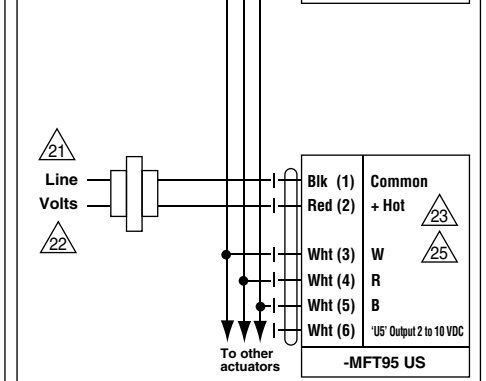 21
Line
Volts
22
Blk (1) Common
Red (2) + Hot
23
Wht (3) W
25
Wht (4) R
Wht (5) B
Wht (6) 'U5' Output 2 to 10 VDC
To other
actuators
-MFT95 US